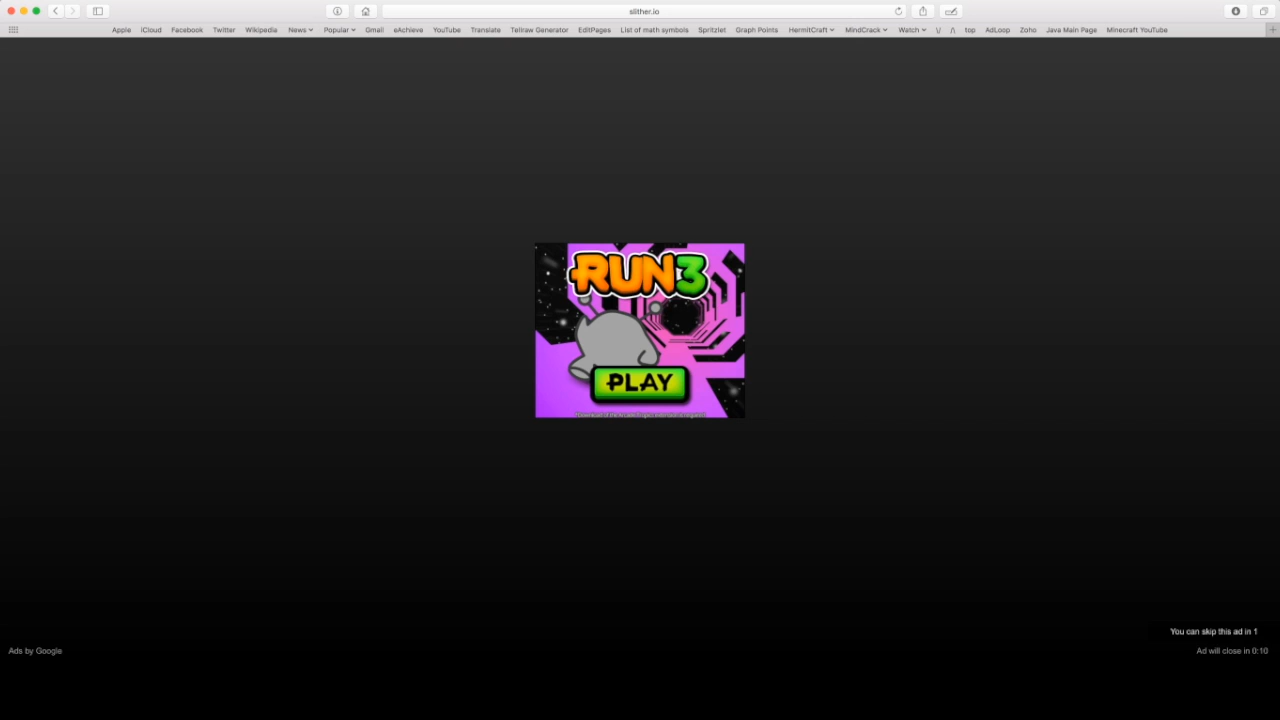 slither.io
Apple iCloud Facebook Twitter Wikipedia News Popular Gmail eAchieve YouTube Translate Tellraw Generator EditPages List of math symbols Spritzlet Graph Points HermitCraft MindCrack Watch \/ /\ top AdLoop Zoho Java Main Page Minecraft YouTube
RUN3
PLAY
You can skip this ad in 1
Ads by Google
Ad will close in 0:10